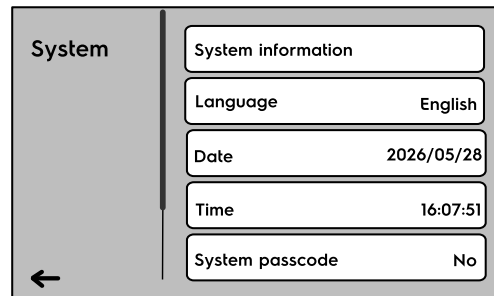 System
System information
Language English
Date 2026/05/28
Time 16:07:51
System passcode No